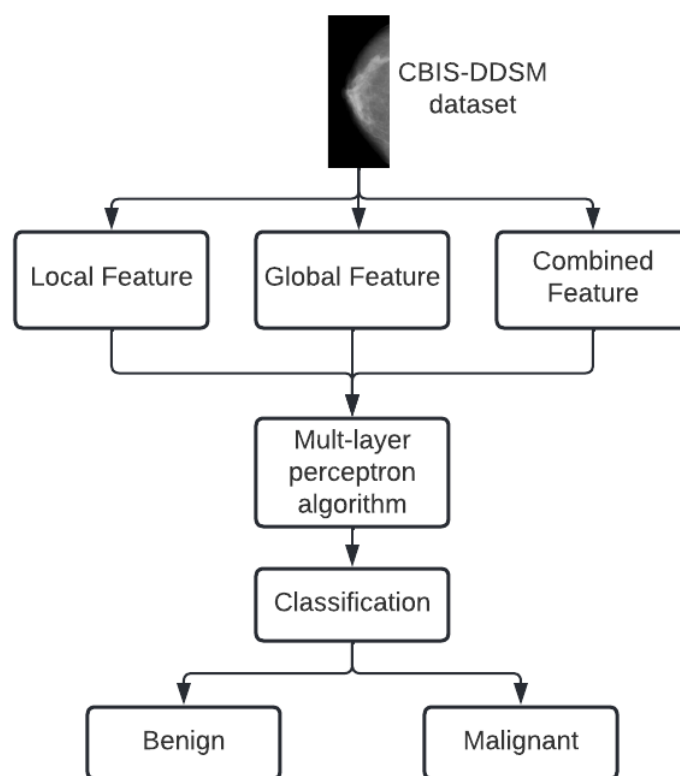 CBIS-DDSM
dataset
Local Feature
Global Feature
Combined
Feature
Mult-layer
perceptron
algorithm
Classification
Benign
Malignant